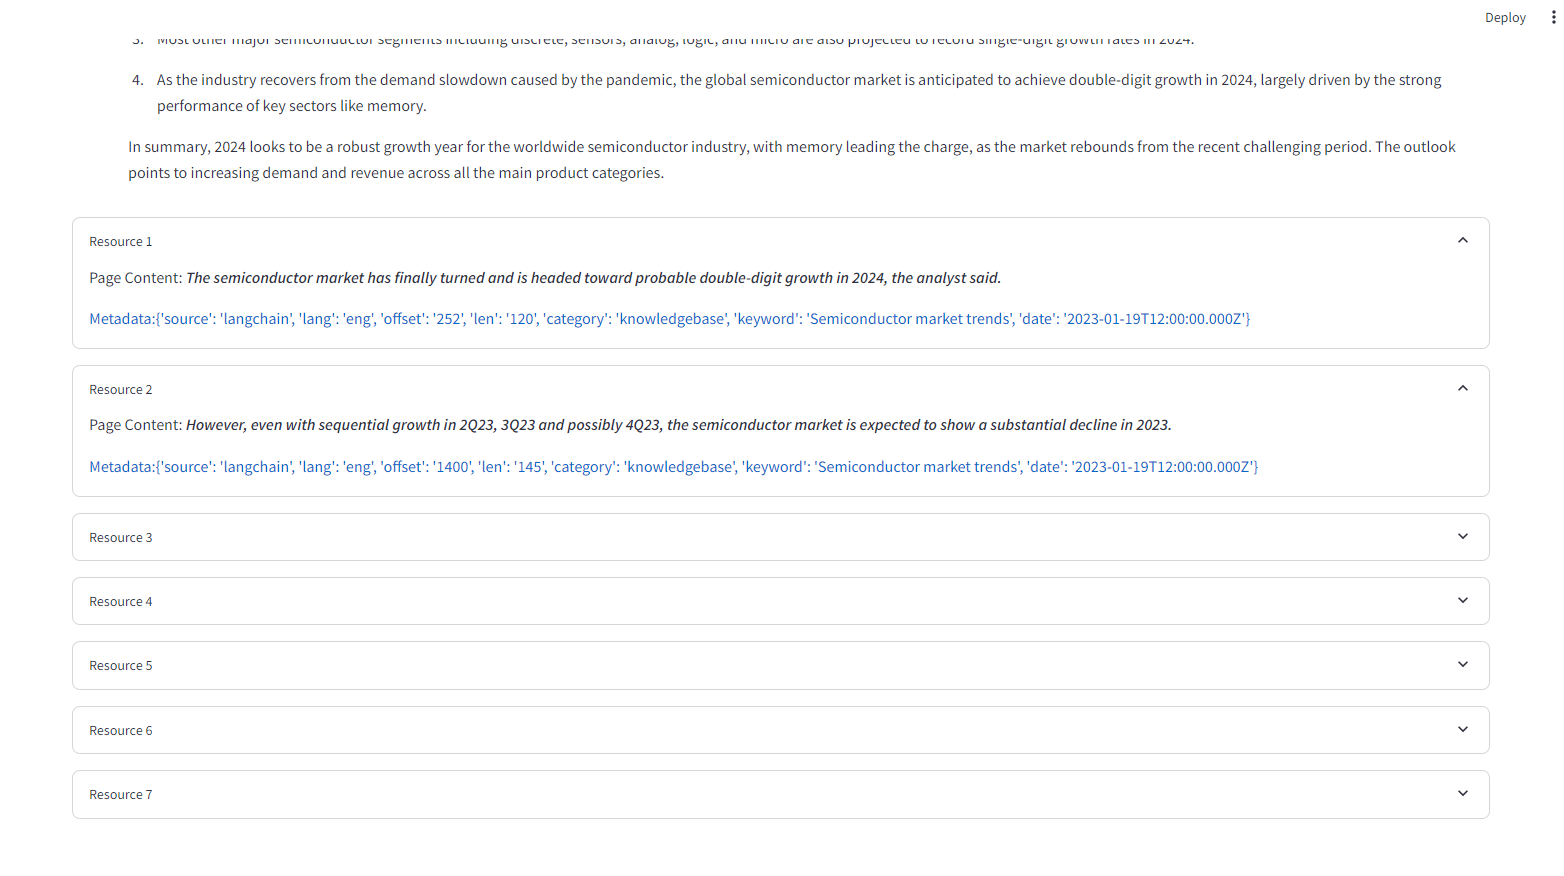 Deploy
3. Most other major semiconductor segments including discrete, sensors, analog, logic, and micro are also projected to record single-digit growth rates in 2024.
4. As the industry recovers from the demand slowdown caused by the pandemic, the global semiconductor market is anticipated to achieve double-digit growth in 2024, largely driven by the strong
performance of key sectors like memory.
In summary, 2024 looks to be a robust growth year for the worldwide semiconductor industry, with memory leading the charge, as the market rebounds from the recent challenging period. The outlook
points to increasing demand and revenue across all the main product categories.
Resource 1
Page Content: The semiconductor market has finally turned and is headed toward probable double-digit growth in 2024, the analyst said.
Metadata:{'source': 'langchain', 'lang': 'eng', 'offset': '252', 'len': '120', 'category': 'knowledgebase', 'keyword': 'Semiconductor market trends', 'date': '2023-01-19T12:00:00.000Z'}
Resource 2
Page Content: However, even with sequential growth in 2Q23, 3Q23 and possibly 4Q23, the semiconductor market is expected to show a substantial decline in 2023.
Metadata:{'source': 'langchain', 'lang': 'eng', 'offset': '1400', 'len': '145', 'category': 'knowledgebase', 'keyword': 'Semiconductor market trends', 'date': '2023-01-19T12:00:00.000Z'}
Resource 3
Resource 4
Resource 5
Resource 6
Resource 7